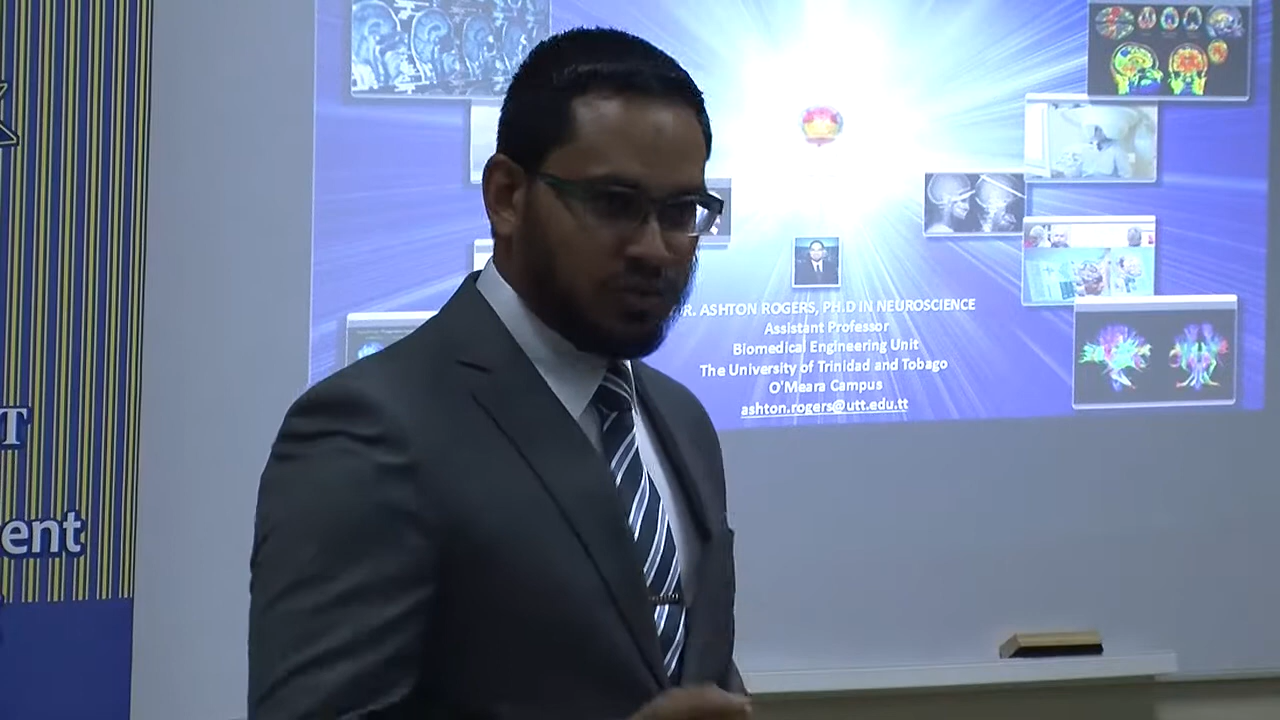 T
ent
R. ASHTON ROGERS, PH.D IN NEUROSCIENCE
Assistant Professor
Biomedical Engineering Unit
The University of Trinidad and Tobago
O'Meara Campus
ashton.rogers@utt.edu.tt